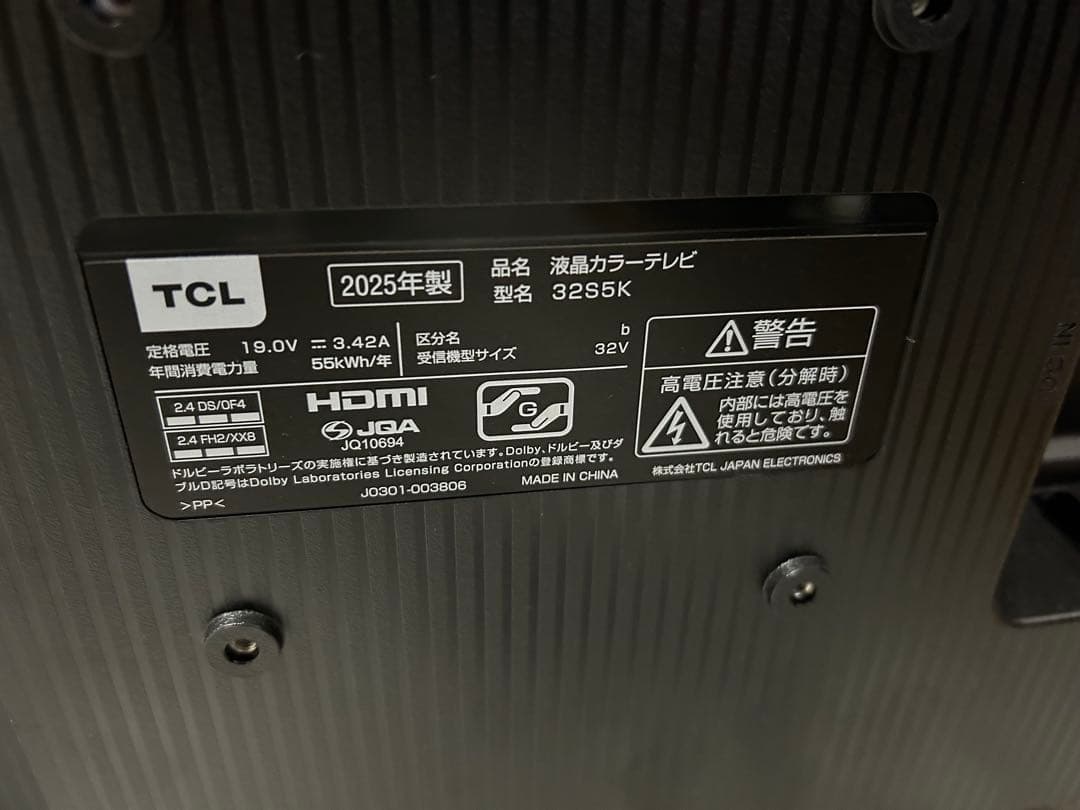 TCL
2025年製
品名 液晶カラーテレビ
型名 32S5K
定格電圧 19.0V ⎓ 3.42A
年間消費電力量 55kWh/年
区分名 b
受信機型サイズ 32V
2.4 DS/OF4
2.4 FH2/XX8
HDMI
JQA
JQ10694
G
警告
高電圧注意(分解時)
内部には高電圧を
使用しており、触
れると危険です。
ドルビーラボラトリーズの実施権に基づき製造されています。Dolby、ドルビー及びダ
ブルD記号はDolby Laboratories Licensing Corporationの登録商標です。
J0301-003806
MADE IN CHINA
株式会社TCL JAPAN ELECTRONICS
>PP<